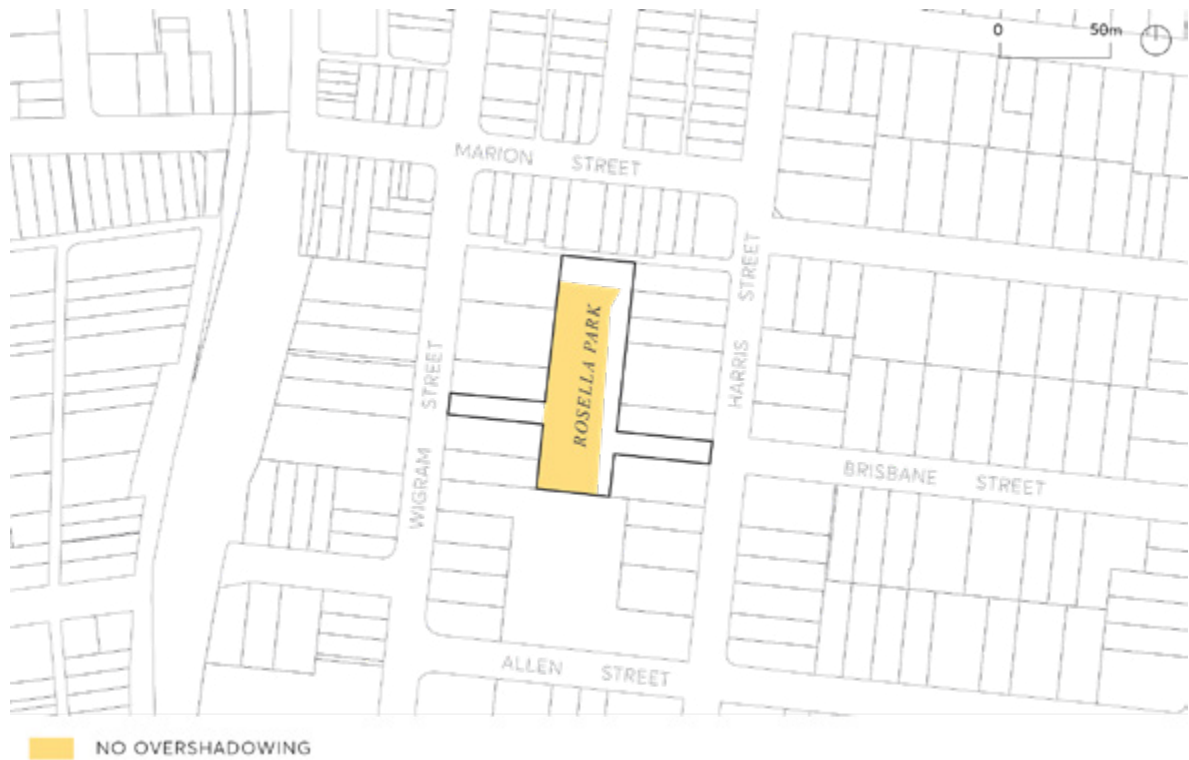 0 50m
MARION STREET
HARRIS STREET
ROSELLA PARK
WIGRAM STREET
BRISBANE STREET
ALLEN STREET
NO OVERSHADOWING